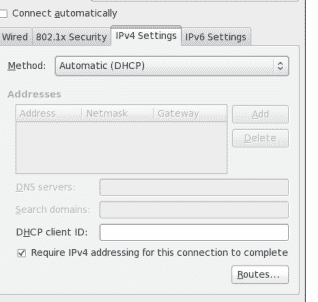 Connect automatically
Wired 802.1x Security IPv4 Settings IPv6 Settings
Method: Automatic (DHCP)
Addresses
Address Netmask Gateway Add
Delete
DNS servers:
Search domains:
DHCP client ID:
Require IPv4 addressing for this connection to complete
Routes...